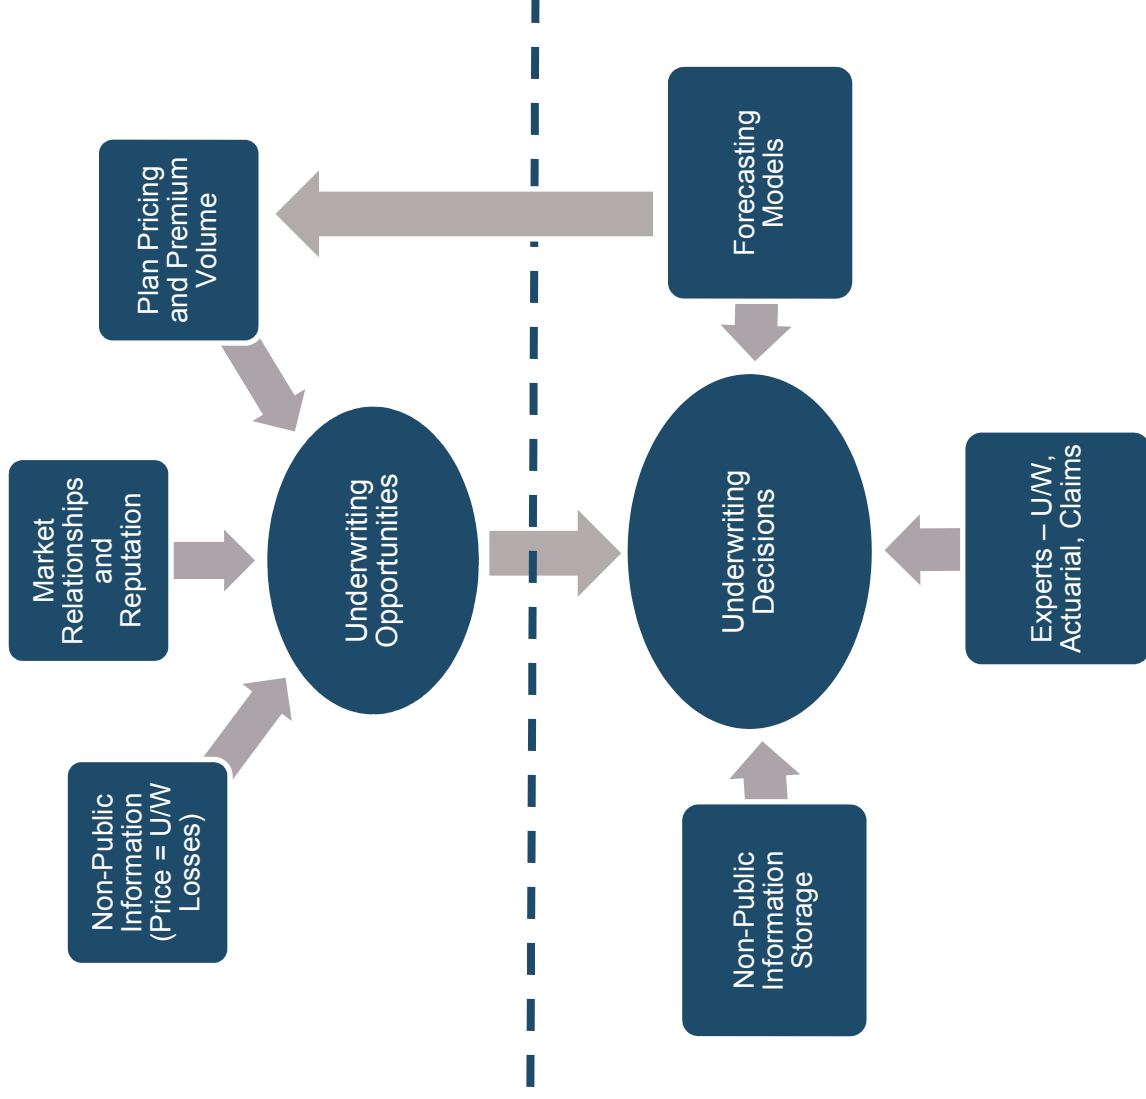 Non-Public
Information
(Price = U/W
Losses)
Market
Relationships
and
Reputation
Plan Pricing
and Premium
Volume
Underwriting
Opportunities
Non-Public
Information
Storage
Underwriting
Decisions
Forecasting
Models
Experts – U/W,
Actuarial, Claims